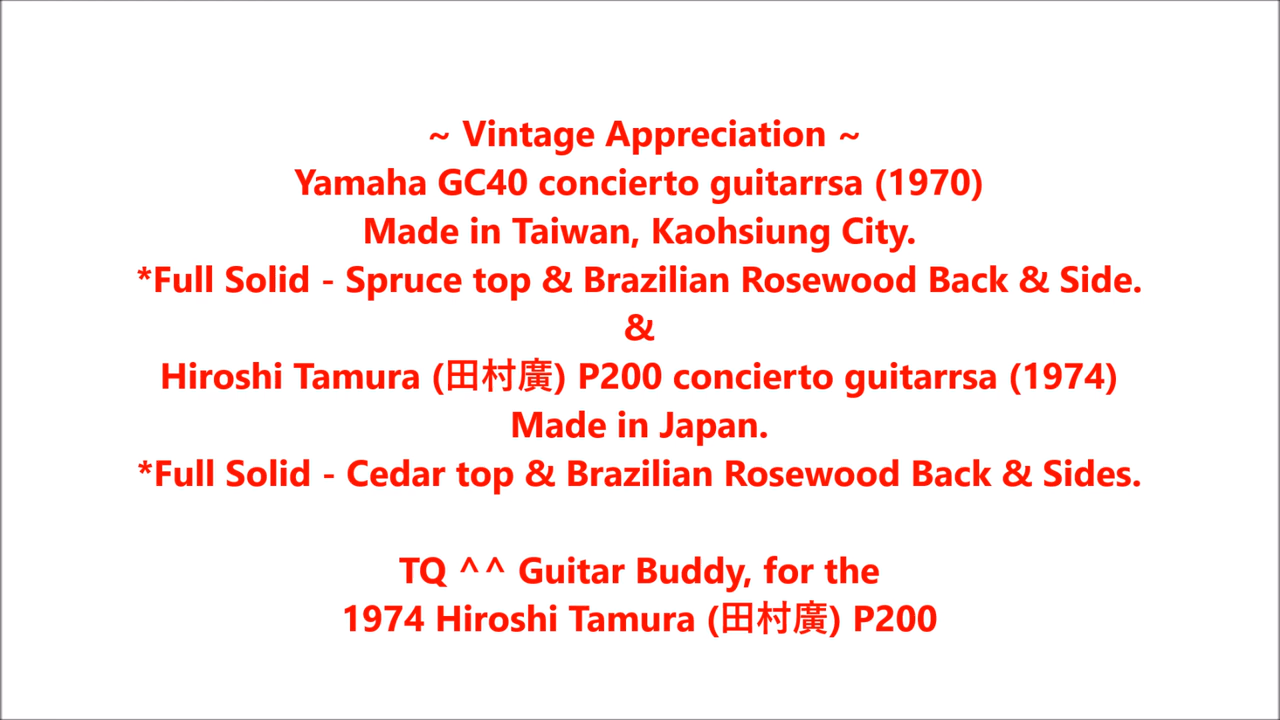 ~ Vintage Appreciation ~
Yamaha GC40 concierto guitarrsa (1970)
Made in Taiwan, Kaohsiung City.
*Full Solid - Spruce top & Brazilian Rosewood Back & Side.
&
Hiroshi Tamura (田村廣) P200 concierto guitarrsa (1974)
Made in Japan.
*Full Solid - Cedar top & Brazilian Rosewood Back & Sides.
TQ ^^ Guitar Buddy, for the
1974 Hiroshi Tamura (田村廣) P200